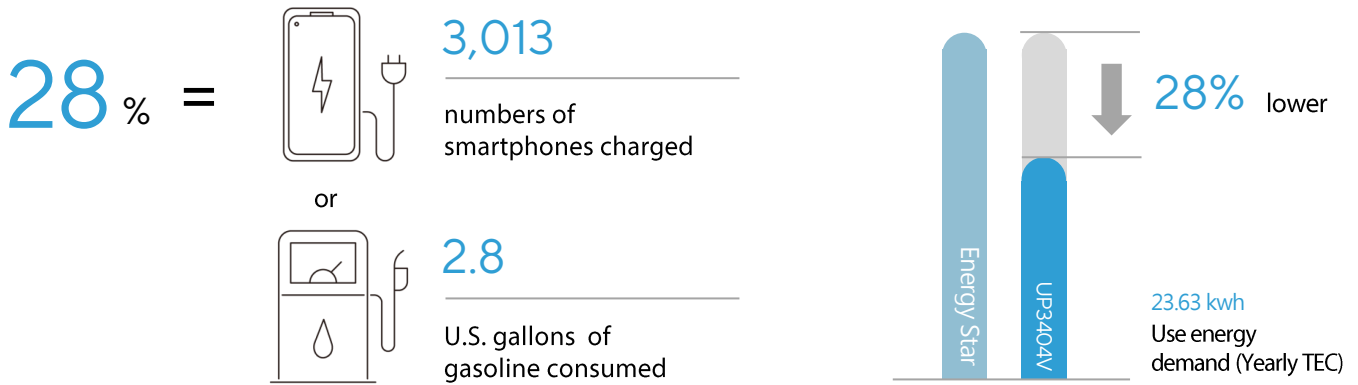 28 %
=
3,013
numbers of
smartphones charged
or
2.8
U.S. gallons of
gasoline consumed
Energy Star
UP3404V
28% lower
23.63 kwh
Use energy
demand (Yearly TEC)